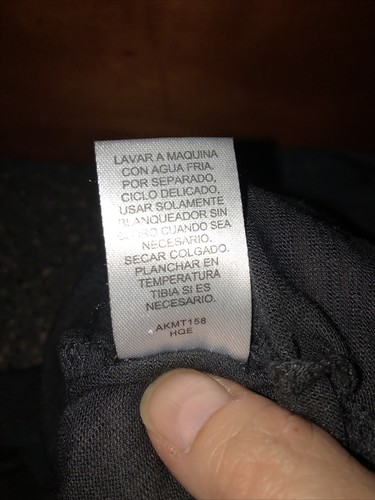 LAVAR A MAQUINA
CON AGUA FRIA.
POR SEPARADO,
CICLO DELICADO,
USAR SOLAMENTE
BLANQUEADOR SIN
CLORO CUANDO SEA
NECESARIO.
SECAR COLGADO.
PLANCHAR EN
TEMPERATURA
TIBIA SI ES
NECESARIO.
AKMT158
HQE